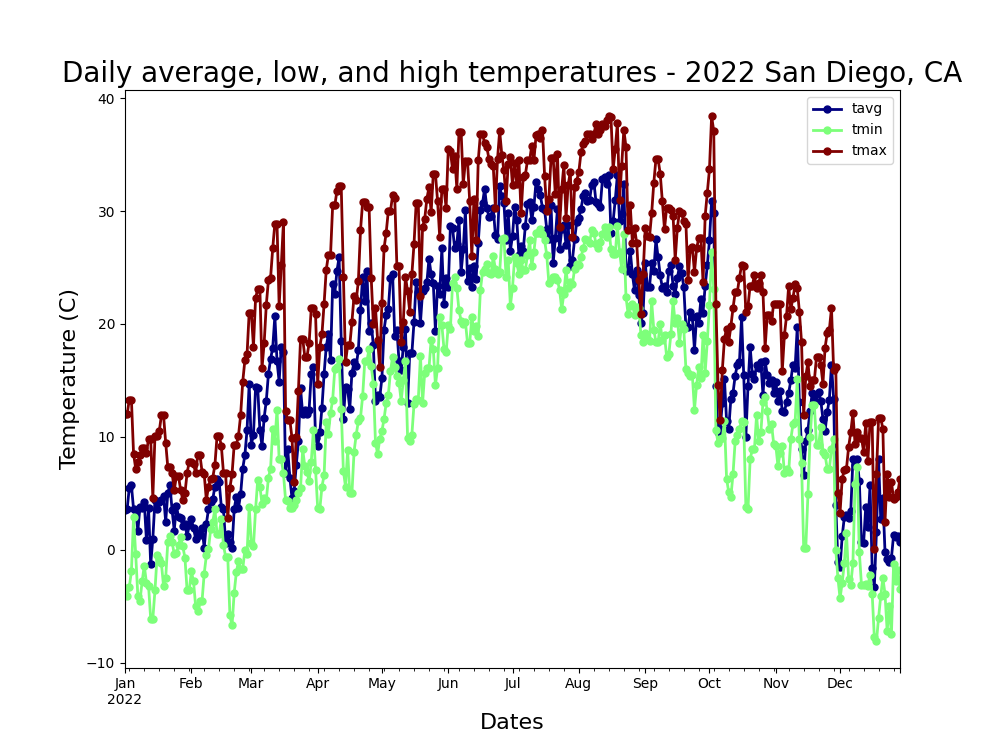 Daily average, low, and high temperatures - 2022 San Diego, CA
40
30
20
10
0
−10
Temperature (C)
tavg
tmin
tmax
Jan Feb Mar Apr May Jun Jul Aug Sep Oct Nov Dec
2022
Dates